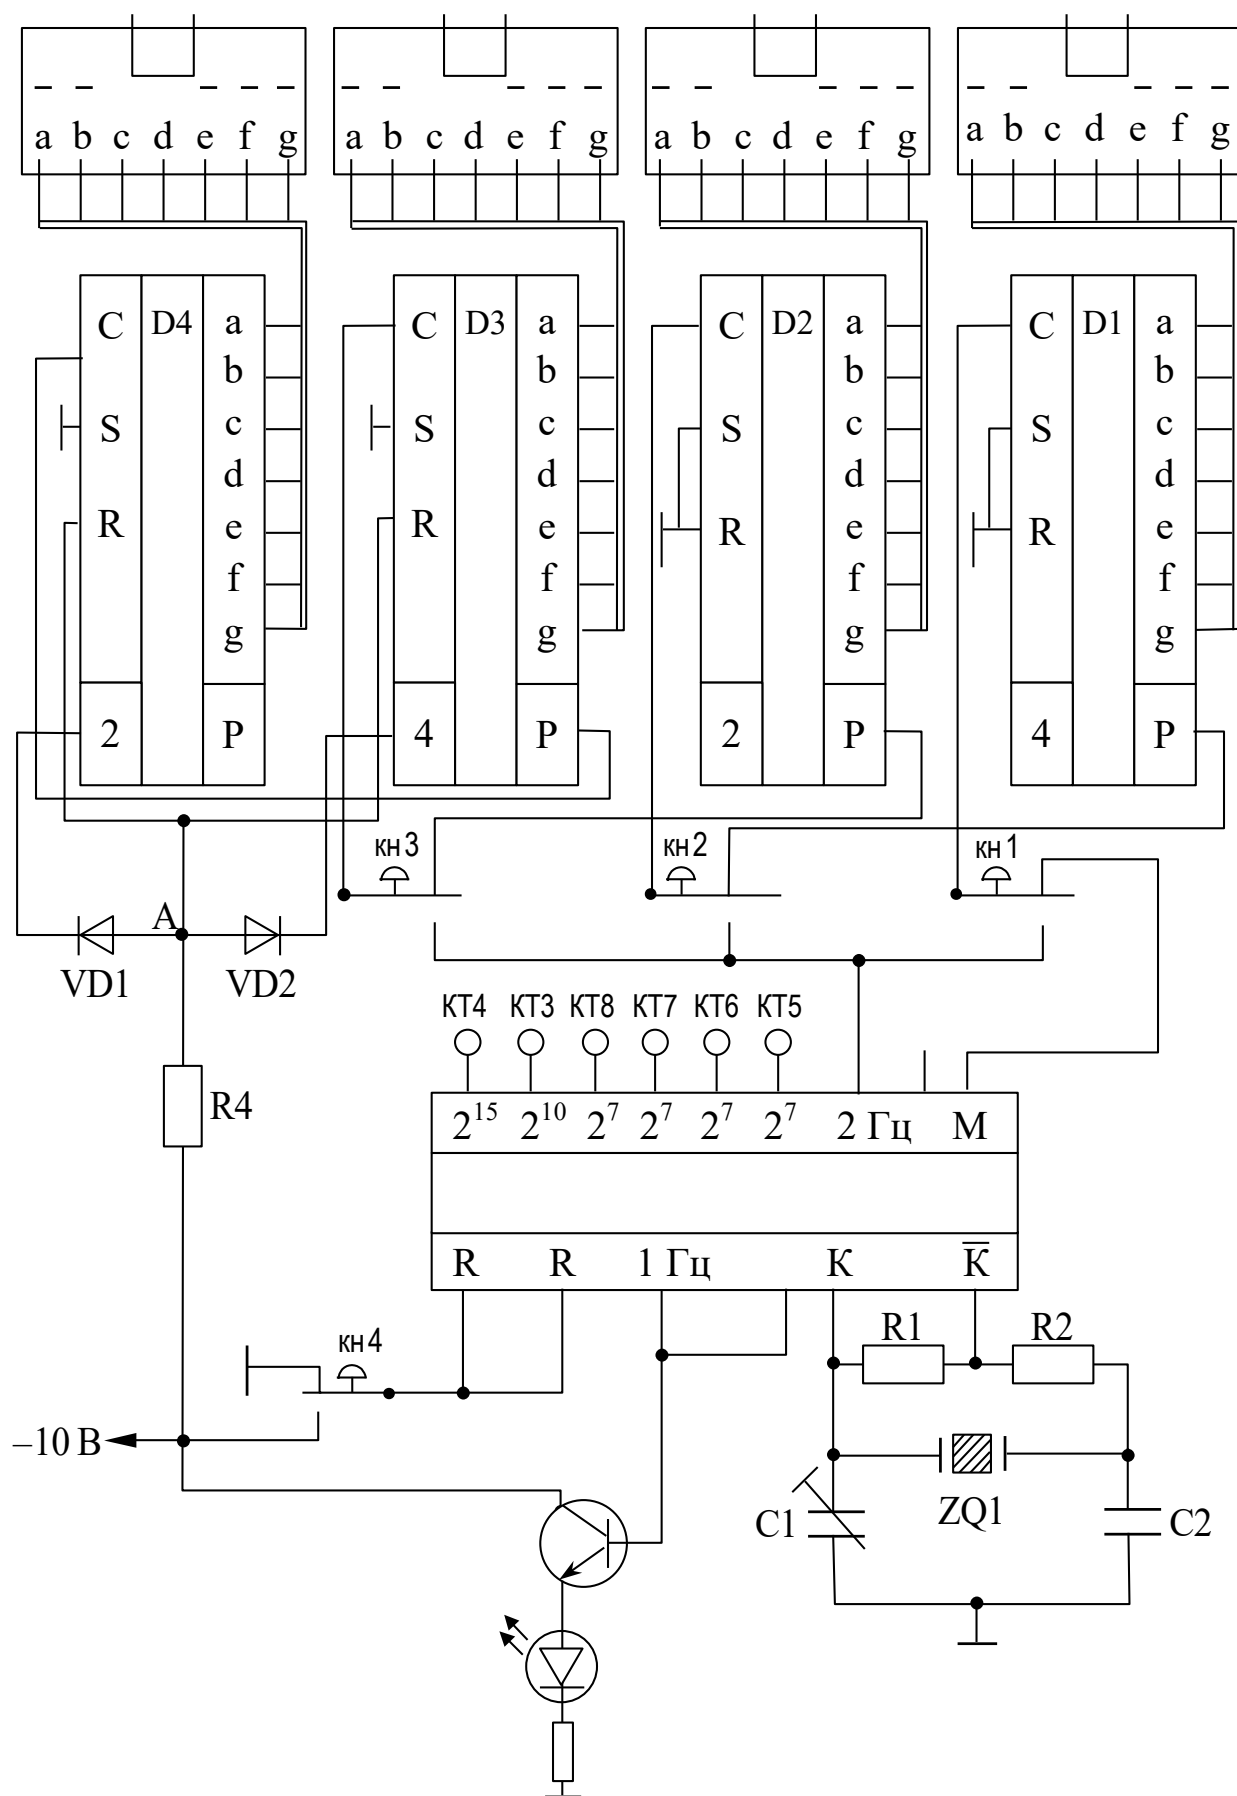 a b c d e f g a b c d e f g a b c d e f g a b c d e f g
C D4 a C D3 a C D2 a C D1 a
b b b b
S c S c S c S c
d d d d
R e R e R e R e
f f f f
g g g g
2 P 4 P 2 P 4 P
кн3 кн2 кн1
A
VD1 VD2
КТ4 КТ3 КТ8 КТ7 КТ6 КТ5
R4
2¹⁵ 2¹⁰ 2⁷ 2⁷ 2⁷ 2⁷ 2 Гц М
R R 1 Гц К K̅
кн4 R1 R2
–10 В
C1 ZQ1 C2